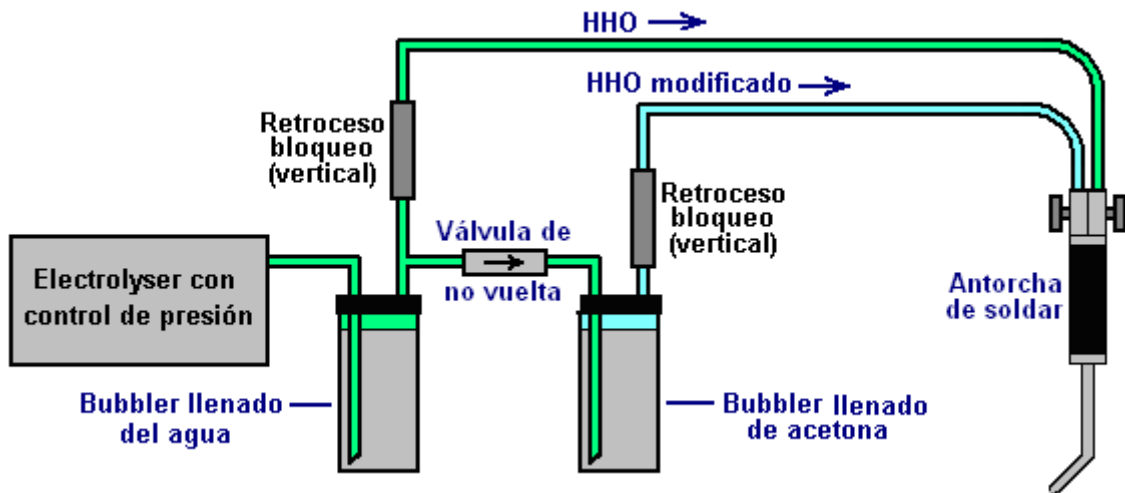 HHO
HHO modificado
Retroceso
bloqueo
(vertical)
Retroceso
bloqueo
(vertical)
Válvula de
no vuelta
Electrolyser con
control de presión
Antorcha
de soldar
Bubbler llenado
del agua
Bubbler llenado
de acetona